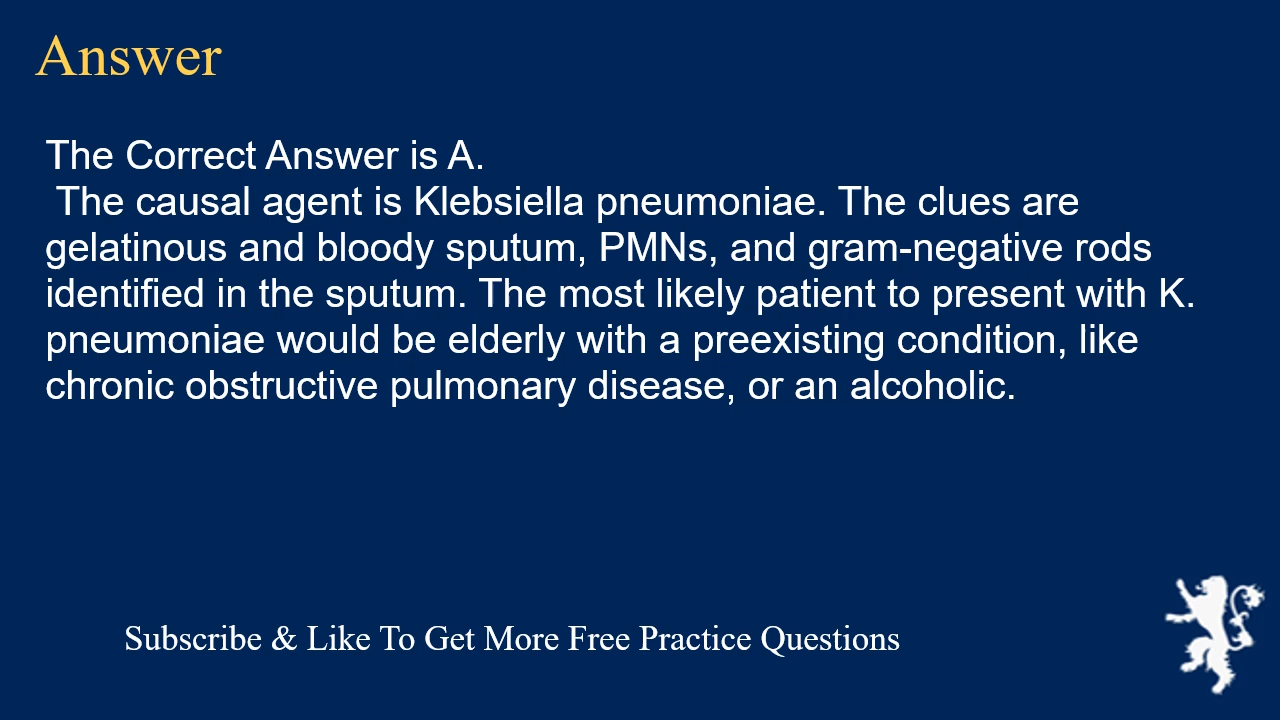 Answer
The Correct Answer is A.
The causal agent is Klebsiella pneumoniae. The clues are
gelatinous and bloody sputum, PMNs, and gram-negative rods
identified in the sputum. The most likely patient to present with K.
pneumoniae would be elderly with a preexisting condition, like
chronic obstructive pulmonary disease, or an alcoholic.
Subscribe & Like To Get More Free Practice Questions